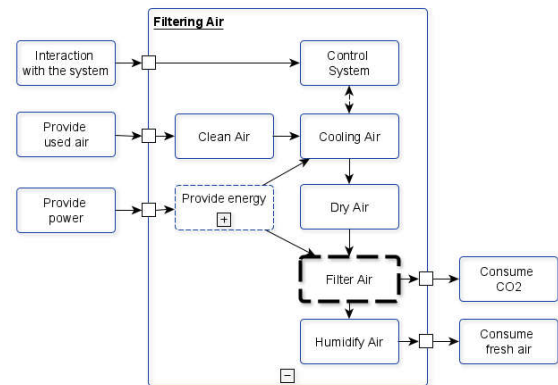 Filtering Air
Interaction
with the system
Control
System
Provide
used air
Clean Air
Cooling Air
Provide
power
Provide energy
+
Dry Air
Filter Air
Consume
CO2
Humidify Air
Consume
fresh air
−